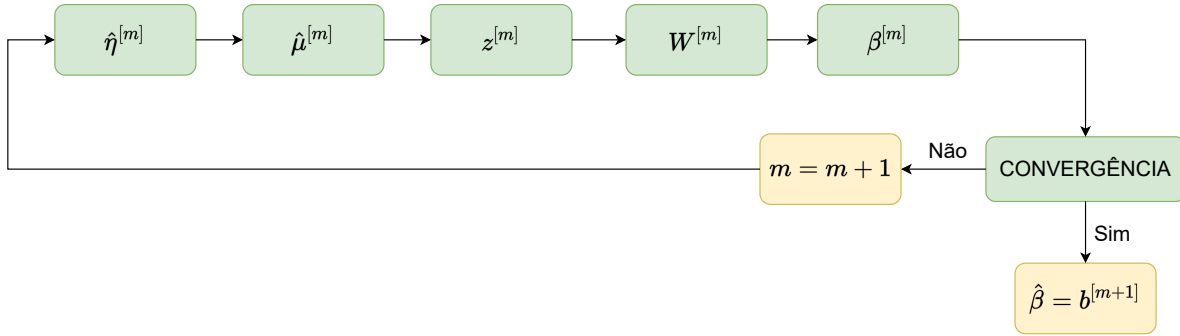 η̂^[m]
μ̂^[m]
z^[m]
W^[m]
β^[m]
m = m + 1
Não
CONVERGÊNCIA
Sim
β̂ = b^[m+1]